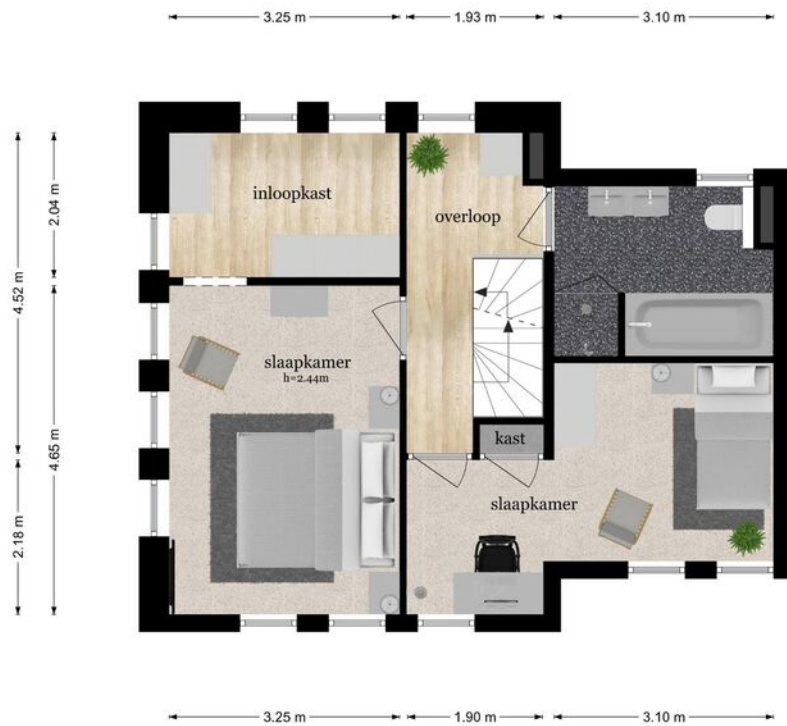 3.25 m
1.93 m
3.10 m
2.04 m
4.52 m
4.65 m
2.18 m
inloopkast
overloop
slaapkamer
h=2.44m
kast
slaapkamer
3.25 m
1.90 m
3.10 m